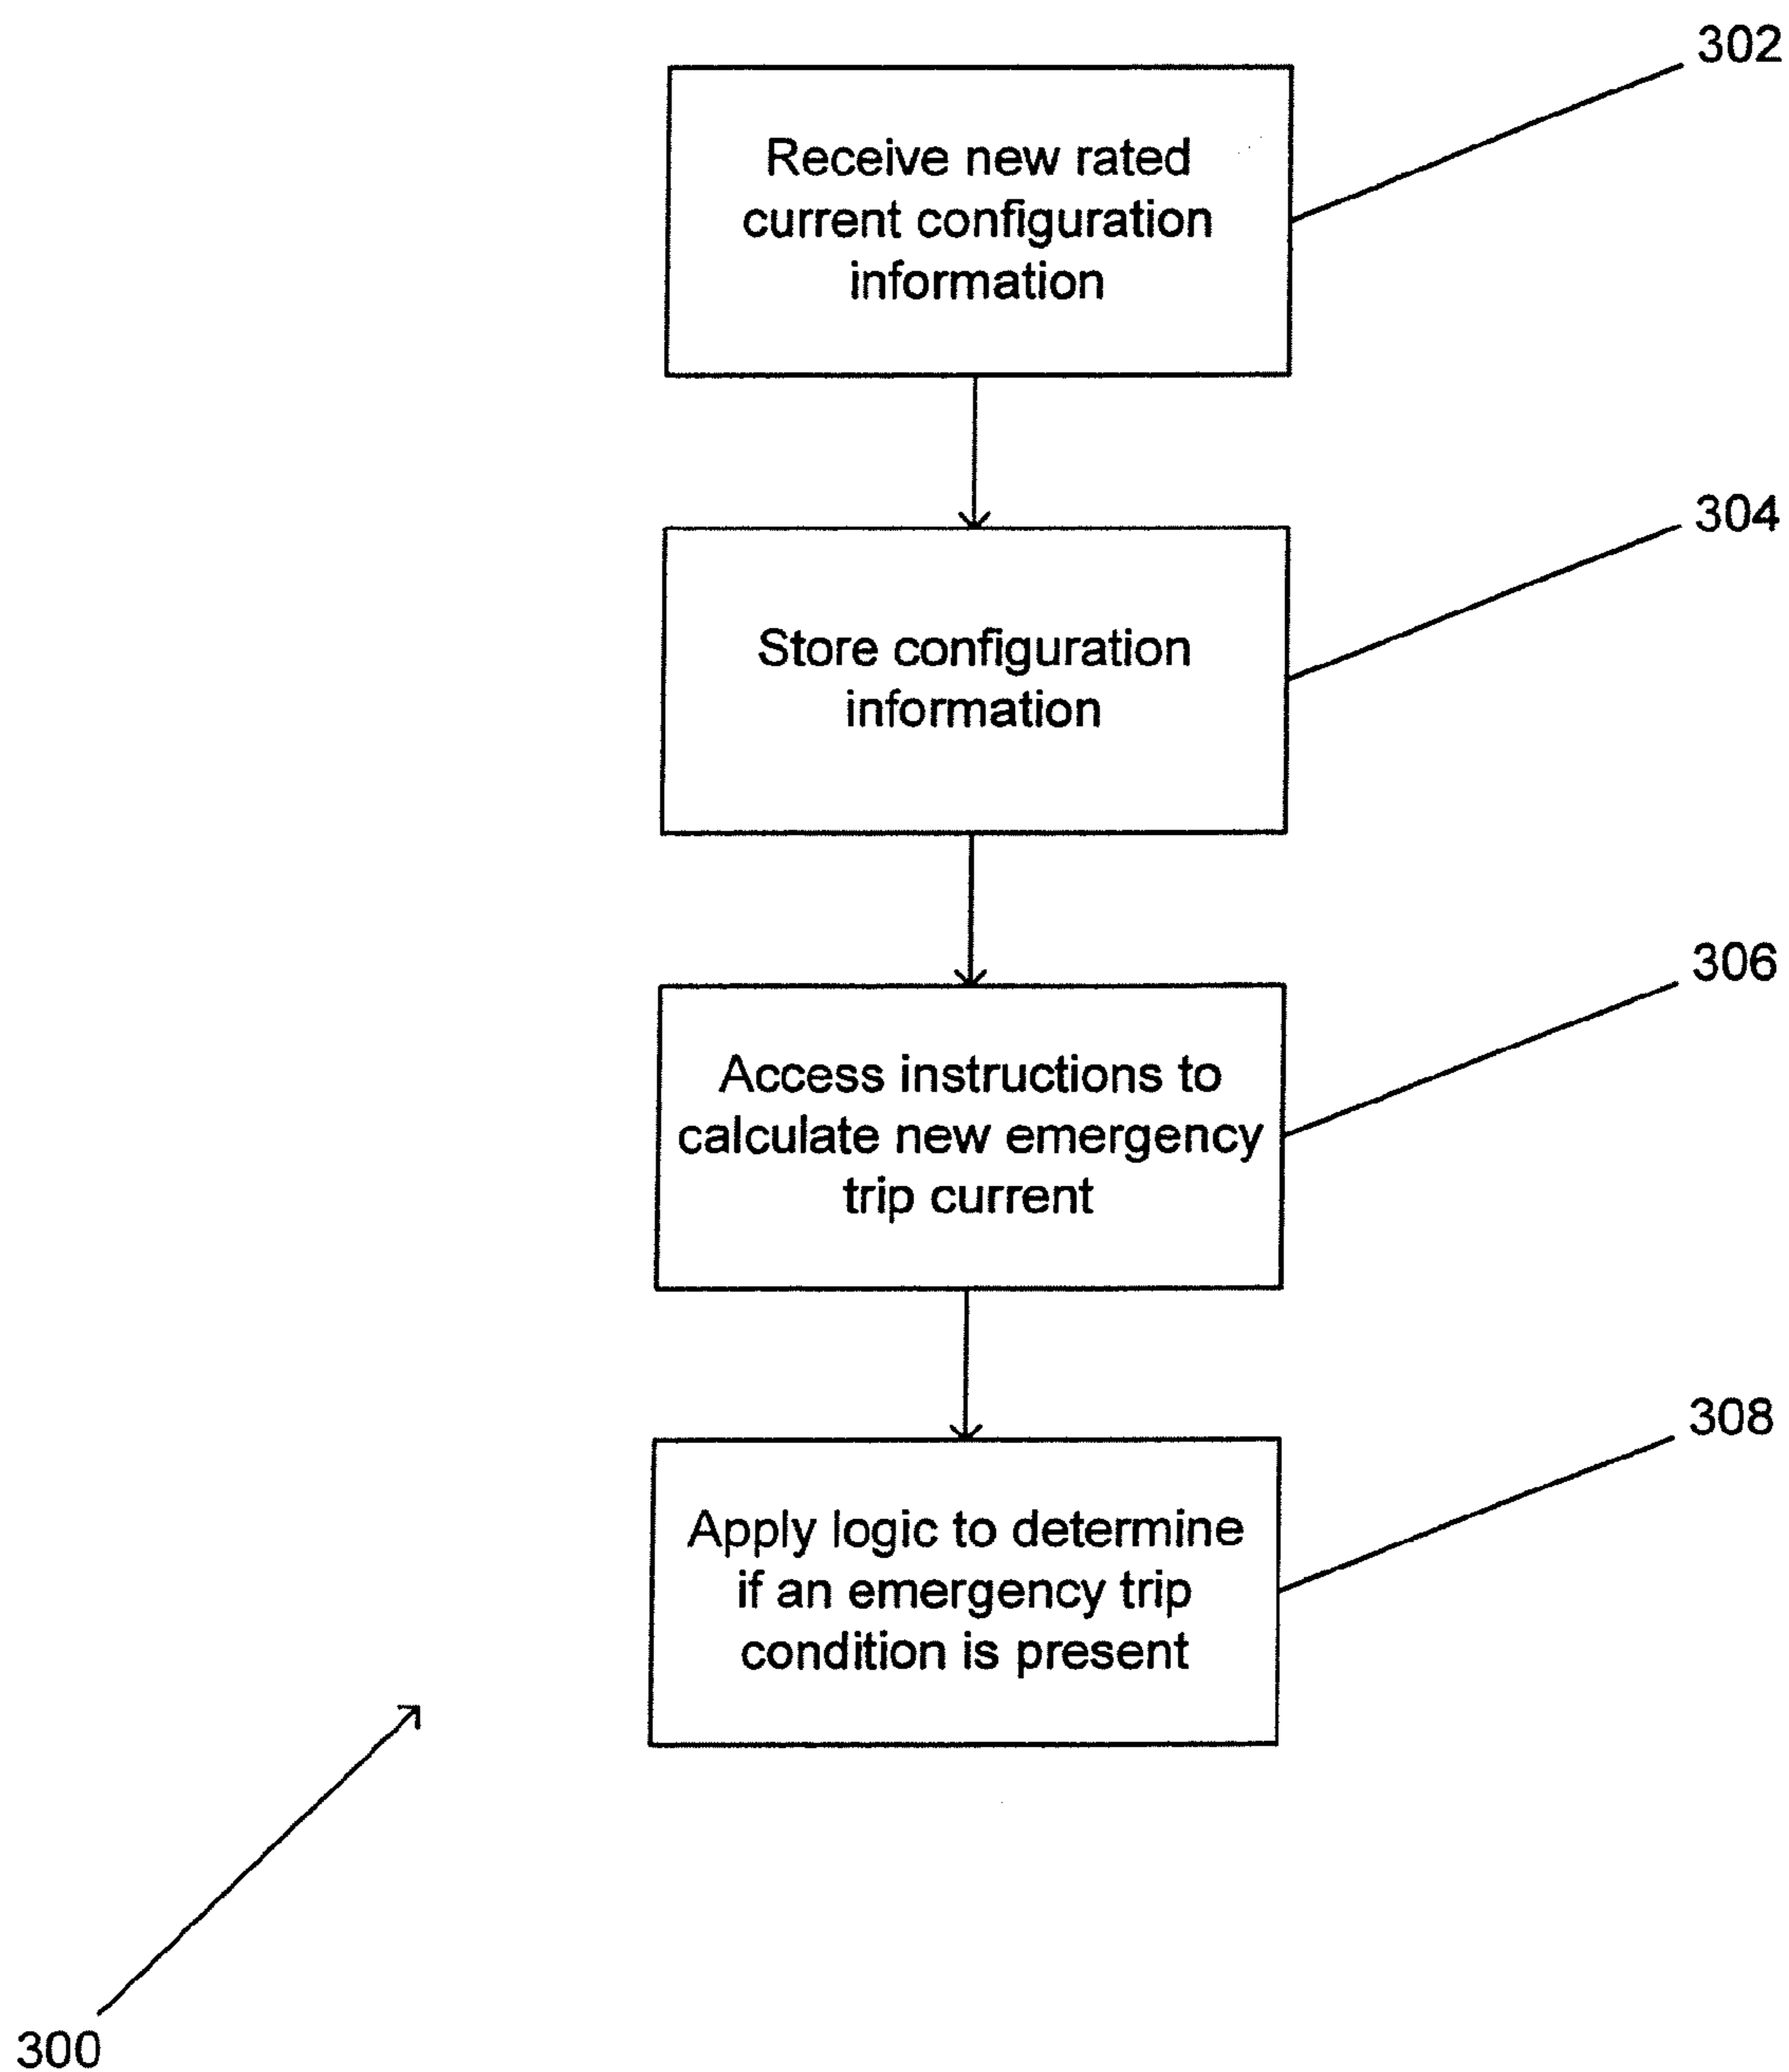 302
Receive new rated
current configuration
information
304
Store configuration
information
306
Access instructions to
calculate new emergency
trip current
308
Apply logic to determine
if an emergency trip
condition is present
300